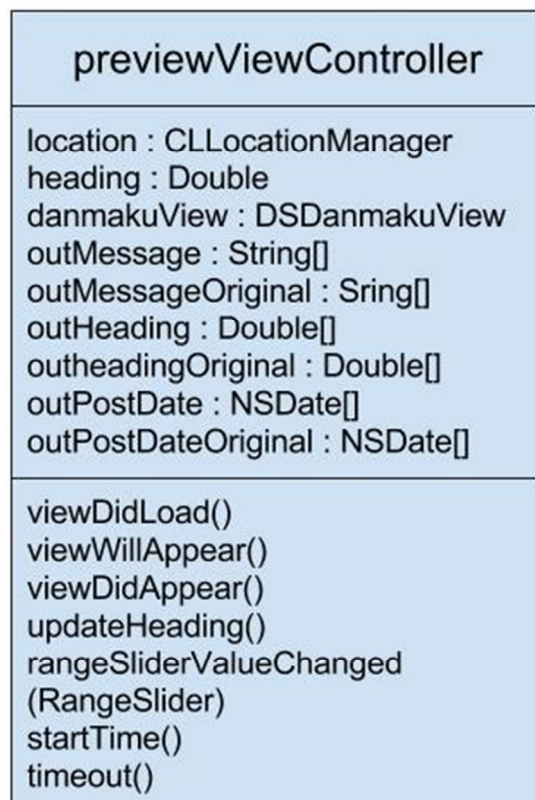 previewViewController
location : CLLocationManager
heading : Double
danmakuView : DSDanmakuView
outMessage : String[]
outMessageOriginal : Sring[]
outHeading : Double[]
outheadingOriginal : Double[]
outPostDate : NSDate[]
outPostDateOriginal : NSDate[]
viewDidLoad()
viewWillAppear()
viewDidAppear()
updateHeading()
rangeSliderValueChanged
(RangeSlider)
startTime()
timeout()